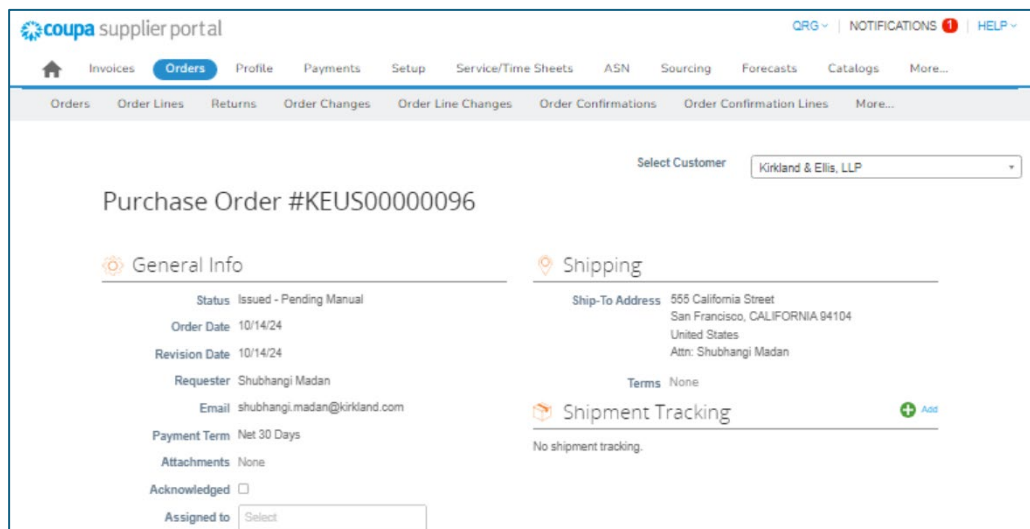 coupa supplier portal
QRG NOTIFICATIONS 1 HELP
Invoices Orders Profile Payments Setup Service/Time Sheets ASN Sourcing Forecasts Catalogs More...
Orders Order Lines Returns Order Changes Order Line Changes Order Confirmations Order Confirmation Lines More...
Select Customer Kirkland & Ellis, LLP
Purchase Order #KEUS00000096
General Info
Status Issued - Pending Manual
Order Date 10/14/24
Revision Date 10/14/24
Requester Shubhangi Madan
Email shubhangi.madan@kirkland.com
Payment Term Net 30 Days
Attachments None
Acknowledged
Assigned to Select
Shipping
Ship-To Address 555 California Street
San Francisco, CALIFORNIA 94104
United States
Attn: Shubhangi Madan
Terms None
Shipment Tracking Add
No shipment tracking.